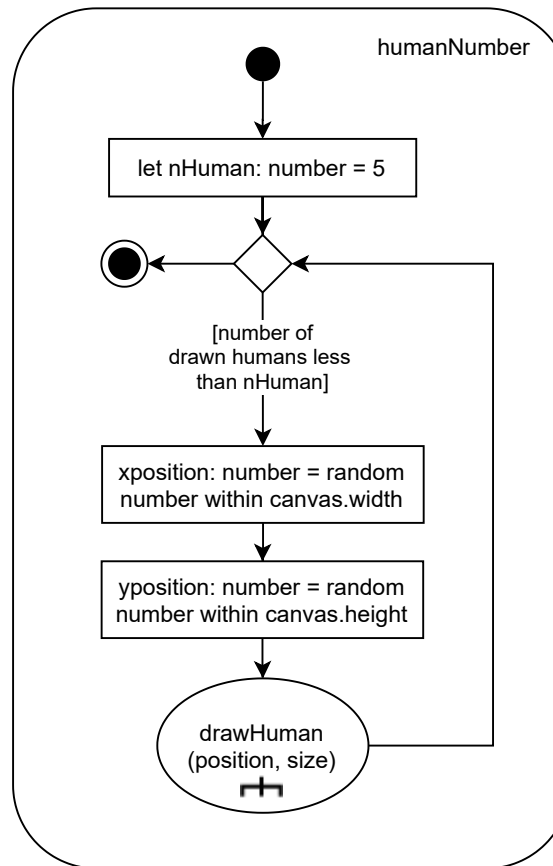 humanNumber
let nHuman: number = 5
[number of
drawn humans less
than nHuman]
xposition: number = random
number within canvas.width
yposition: number = random
number within canvas.height
drawHuman
(position, size)